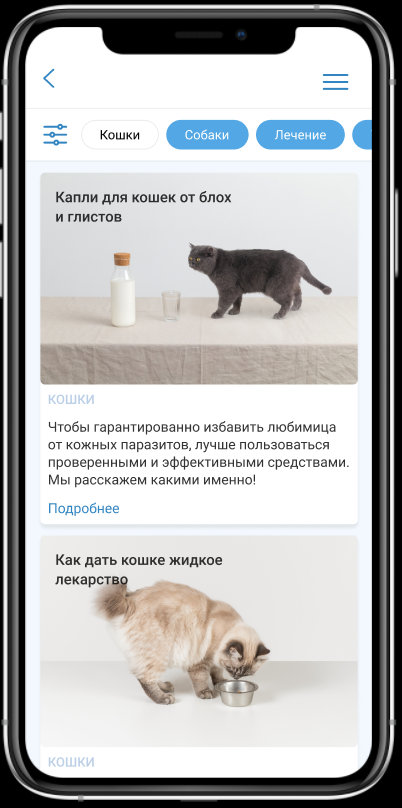 Кошки
Собаки
Лечение
Капли для кошек от блох
и глистов
КОШКИ
Чтобы гарантированно избавить любимица
от кожных паразитов, лучше пользоваться
проверенными и эффективными средствами.
Мы расскажем какими именно!
Подробнее
Как дать кошке жидкое
лекарство
КОШКИ